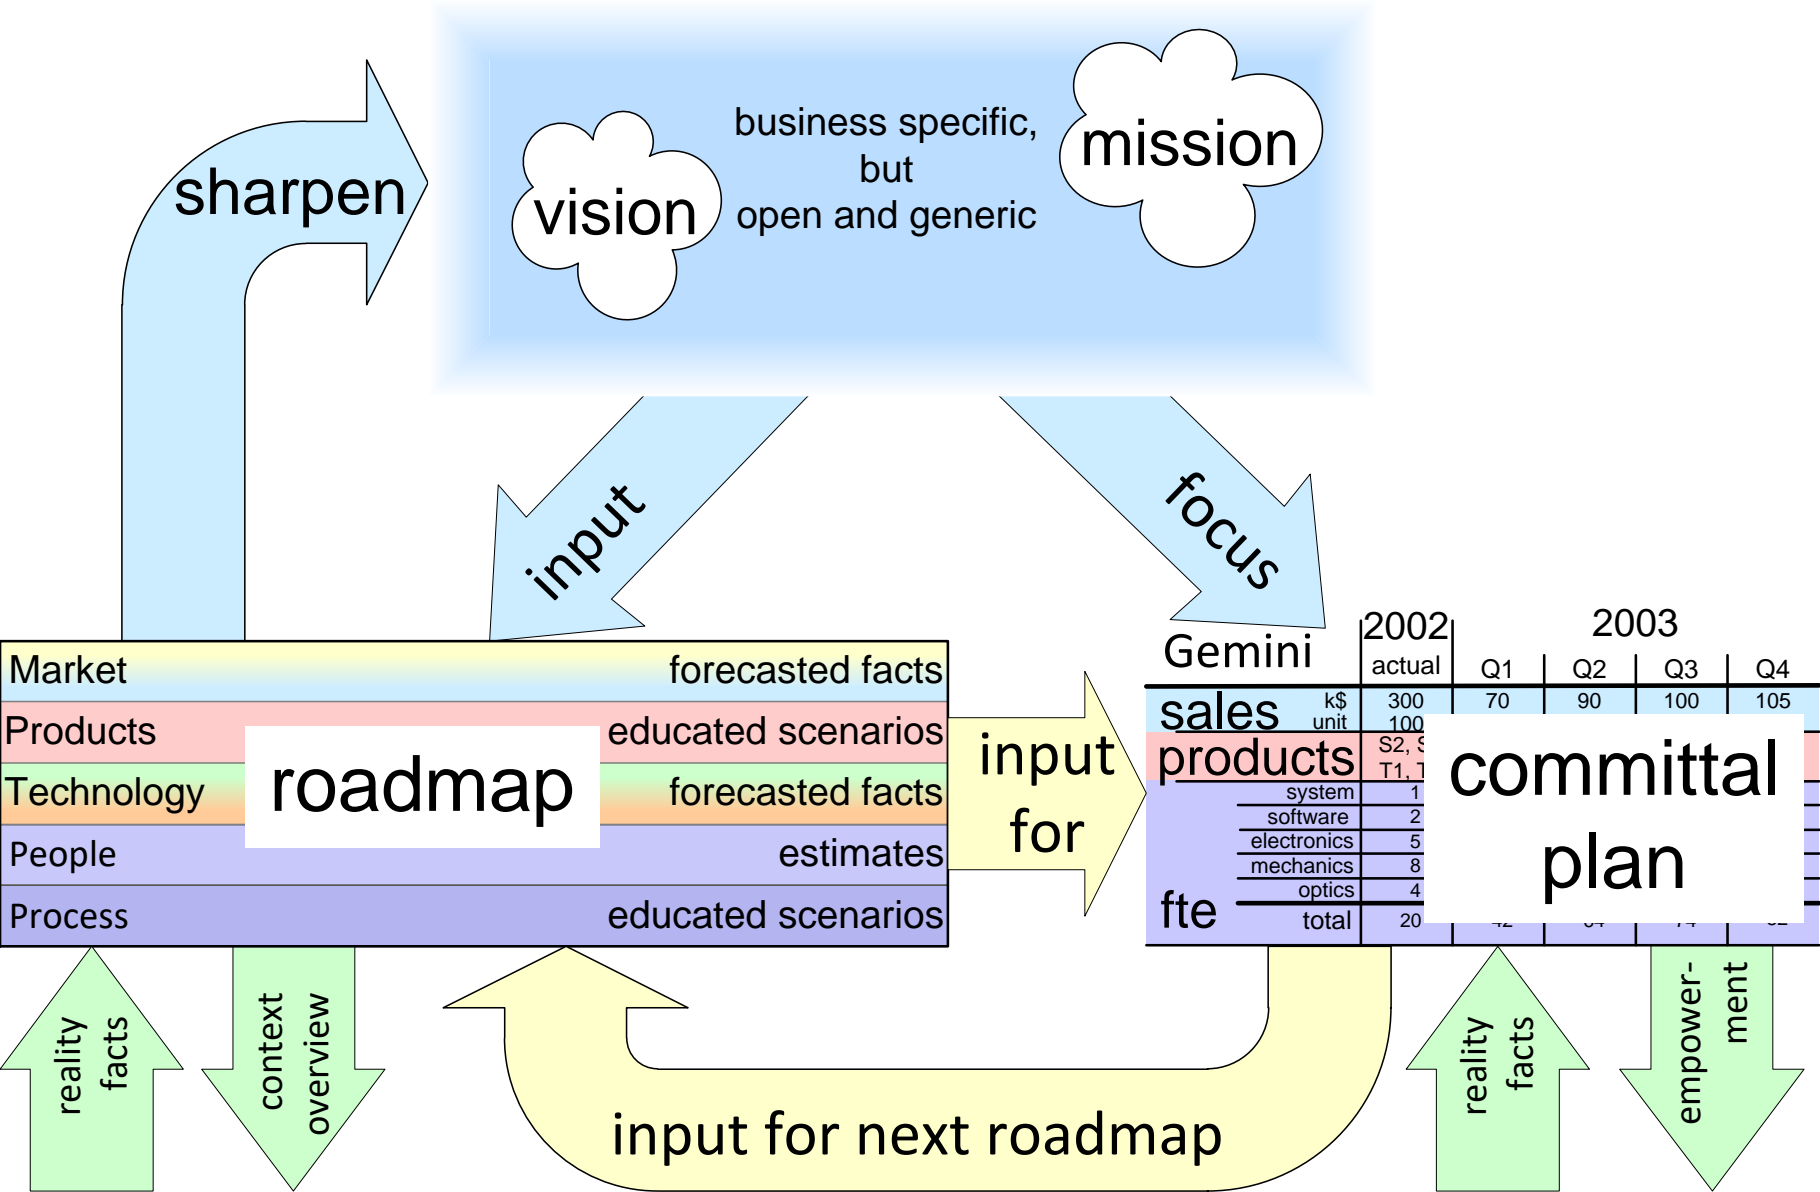 business specific,
but
open and generic
vision
mission
sharpen
input
focus
Market forecasted facts
Products educated scenarios
Technology forecasted facts
People estimates
Process educated scenarios
roadmap
input
for
Gemini 2002 2003
actual Q1 Q2 Q3 Q4
sales k$ 300 70 90 100 105
unit 100
products S2,
T1,
system 1
software 2
electronics 5
mechanics 8
optics 4
fte total 20
committal
plan
reality
facts
context
overview
input for next roadmap
reality
facts
empower-
ment